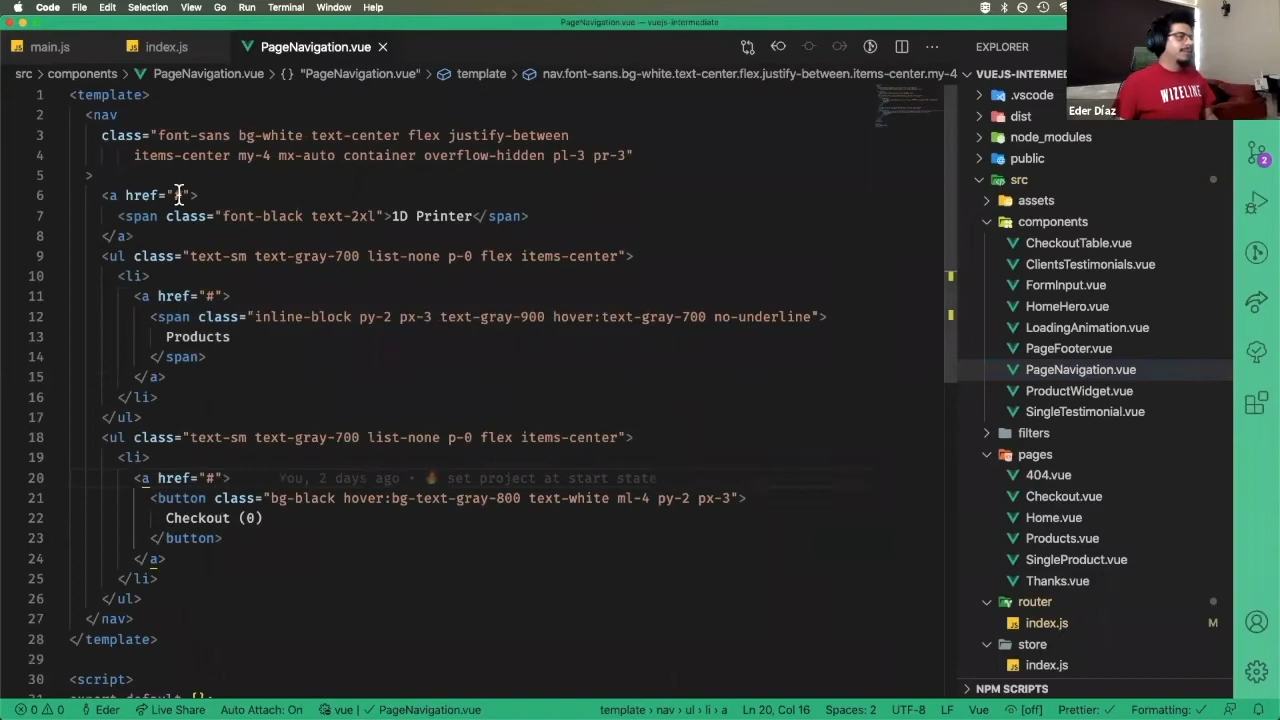 Code File Edit Selection View Go Run Terminal Window Help
PageNavigation.vue — vuejs-intermediate
main.js index.js PageNavigation.vue
EXPLORER
WIZELINE
Eder Díaz
src › components › PageNavigation.vue › {} "PageNavigation.vue" › template › nav.font-sans.bg-white.text-center.flex.justify-between.items-center.my-4
VUEJS-INTERM
1 <template>
2 <nav
3 class="font-sans bg-white text-center flex justify-between
4 items-center my-4 mx-auto container overflow-hidden pl-3 pr-3"
5 >
6 <a href="#">
7 <span class="font-black text-2xl">1D Printer</span>
8 </a>
9 <ul class="text-sm text-gray-700 list-none p-0 flex items-center">
10 <li>
11 <a href="#">
12 <span class="inline-block py-2 px-3 text-gray-900 hover:text-gray-700 no-underline">
13 Products
14 </span>
15 </a>
16 </li>
17 </ul>
18 <ul class="text-sm text-gray-700 list-none p-0 flex items-center">
19 <li>
20 <a href="#"> You, 2 days ago • 🔥 set project at start state
21 <button class="bg-black hover:bg-text-gray-800 text-white ml-4 py-2 px-3">
22 Checkout (0)
23 </button>
24 </a>
25 </li>
26 </ul>
27 </nav>
28 </template>
29
30 <script>
31 export default {};
.vscode
dist
node_modules
public
src
assets
components
CheckoutTable.vue
ClientsTestimonials.vue
FormInput.vue
HomeHero.vue
LoadingAnimation.vue
PageFooter.vue
PageNavigation.vue
ProductWidget.vue
SingleTestimonial.vue
filters
pages
404.vue
Checkout.vue
Home.vue
Products.vue
SingleProduct.vue
Thanks.vue
router
index.js M
store
index.js
NPM SCRIPTS
2
0 0 Eder Live Share Auto Attach: On vue | ✓ PageNavigation.vue template › nav › ul › li › a Ln 20, Col 16 Spaces: 2 UTF-8 LF Vue [off] Prettier: ✓ Formatting: ✓